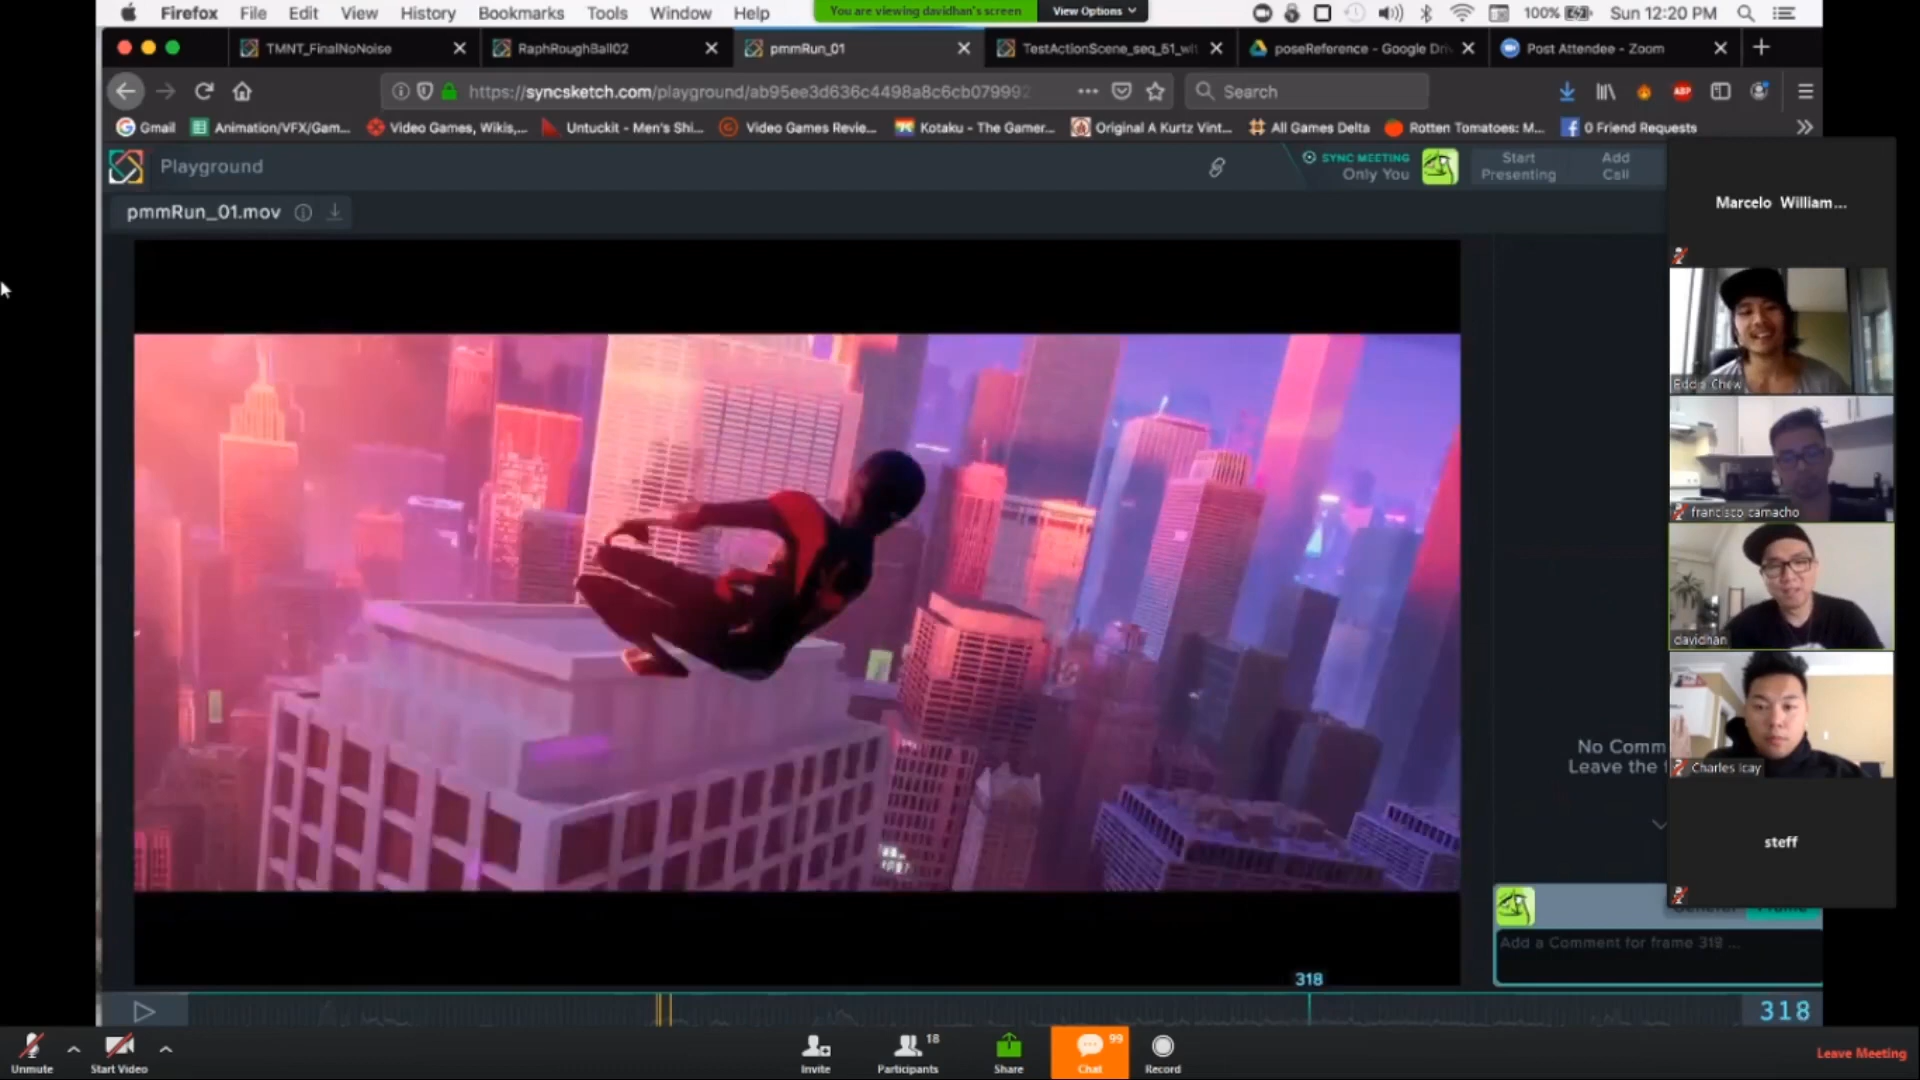 Firefox File Edit View History Bookmarks Tools Window Help
You are viewing davidhan's screen View Options
100% Sun 12:20 PM
TMNT_FinalNoNoise
RaphRoughBall02
pmmRun_01
TestActionScene_seq_51_wit
poseReference - Google Dri
Post Attendee - Zoom
https://syncsketch.com/playground/ab95ee3d636c4498a8c6cb079992
Search
ABP
Gmail
Animation/VFX/Gam...
Video Games, Wikis,...
Untuckit - Men's Shi...
Video Games Revie...
Kotaku - The Gamer...
Original A Kurtz Vint...
All Games Delta
Rotten Tomatoes: M...
0 Friend Requests
Playground
SYNC MEETING
Only You
Start
Presenting
Add
Call
pmmRun_01.mov
Marcelo William...
Eddie Chew
francisco camacho
davidhan
Charles Icay
steff
No Comm
Leave the f
General Frame
Add a Comment for frame 318 ...
318
318
Unmute
Start Video
Invite
18
Participants
Share
99
Chat
Record
Leave Meeting